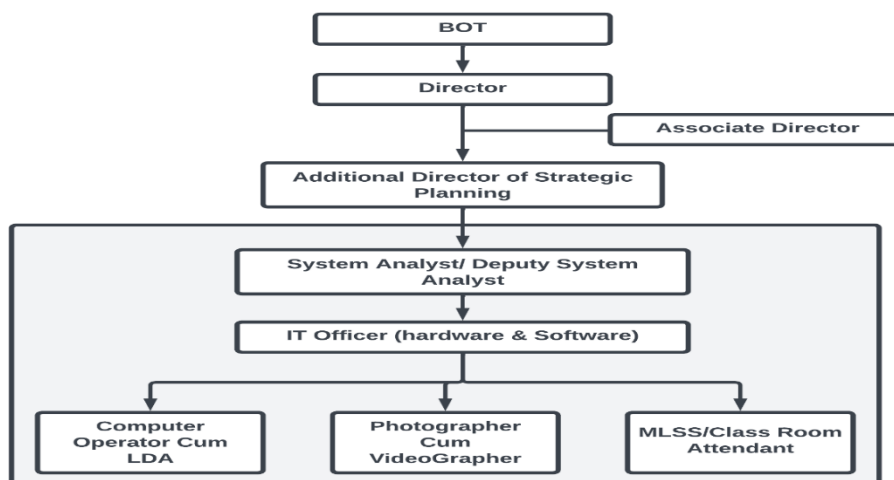 BOT
Director
Associate Director
Additional Director of Strategic
Planning
System Analyst/ Deputy System
Analyst
IT Officer (hardware & Software)
Computer
Operator Cum
LDA
Photographer
Cum
VideoGrapher
MLSS/Class Room
Attendant